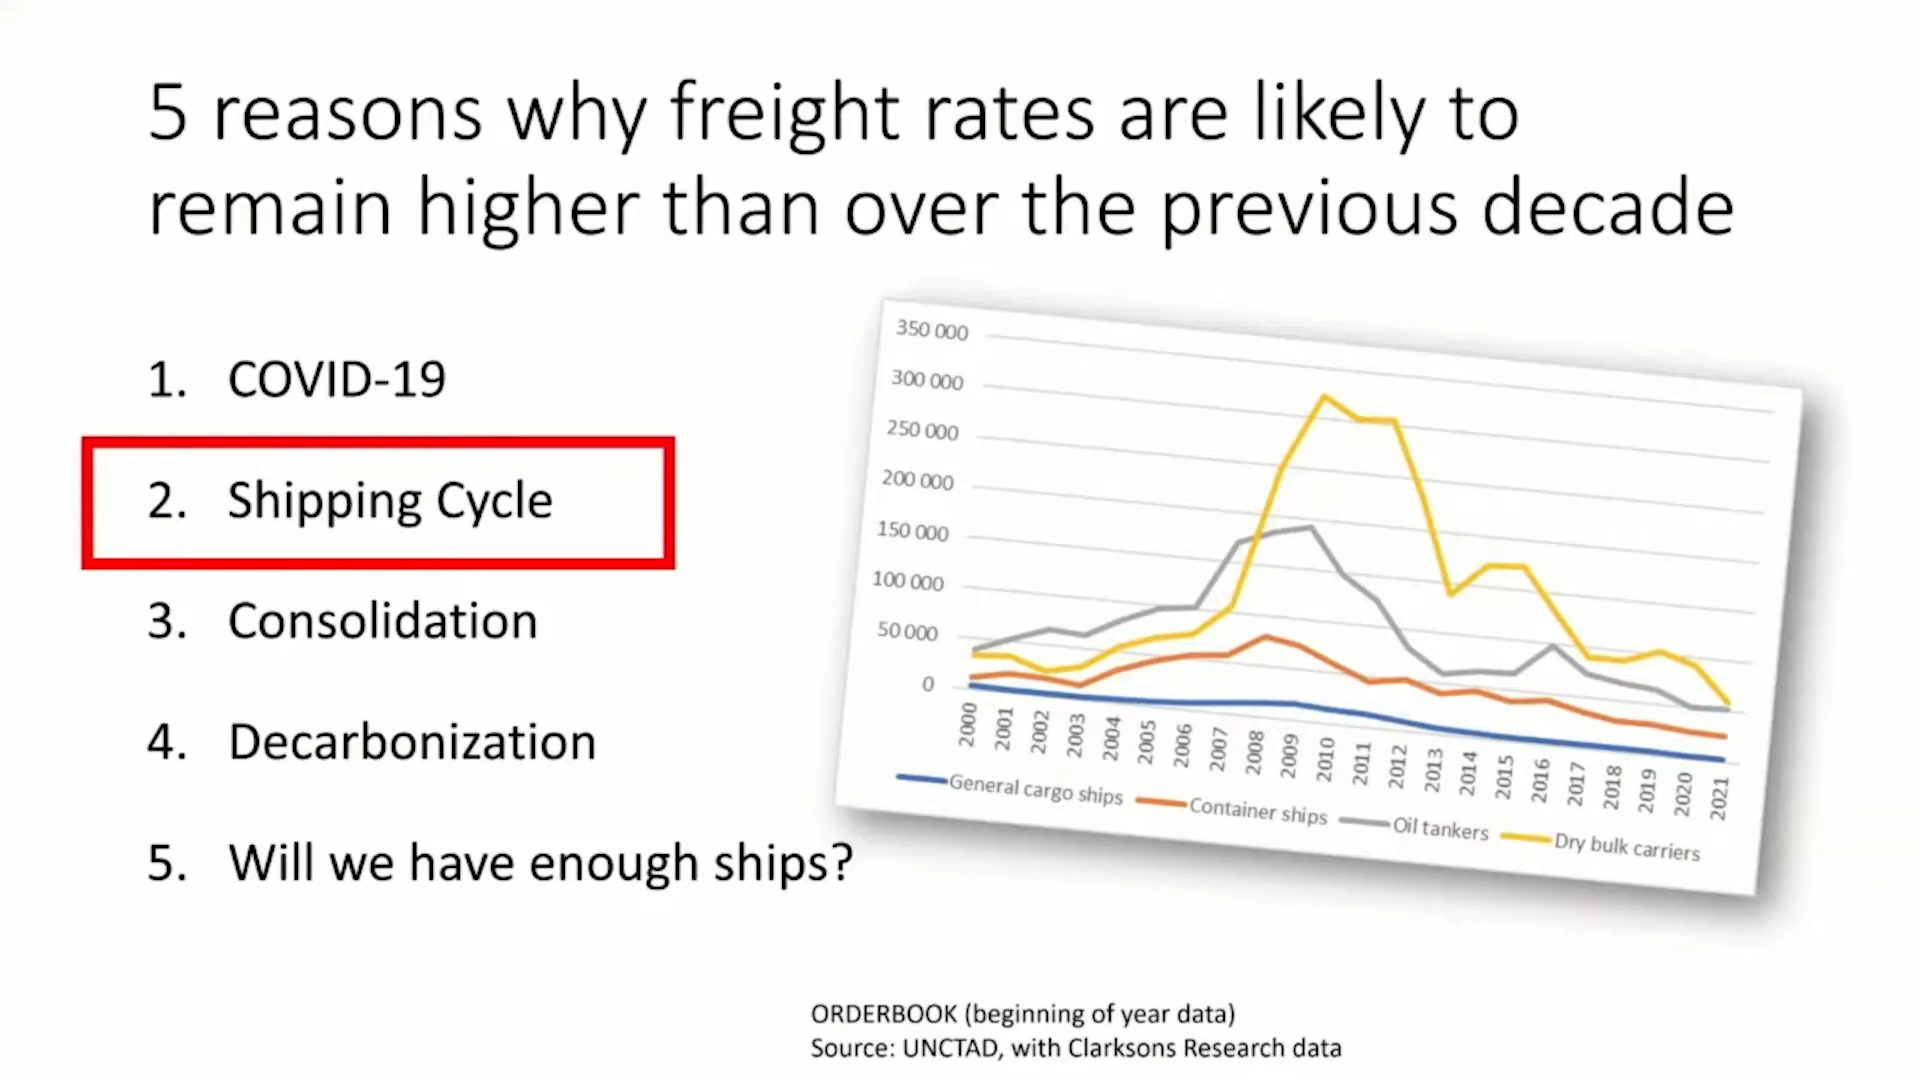 5 reasons why freight rates are likely to
remain higher than over the previous decade
1. COVID-19
2. Shipping Cycle
3. Consolidation
4. Decarbonization
5. Will we have enough ships?
350 000
300 000
250 000
200 000
150 000
100 000
50 000
0
2000 2001 2002 2003 2004 2005 2006 2007 2008 2009 2010 2011 2012 2013 2014 2015 2016 2017 2018 2019 2020 2021
General cargo ships Container ships Oil tankers Dry bulk carriers
ORDERBOOK (beginning of year data)
Source: UNCTAD, with Clarksons Research data